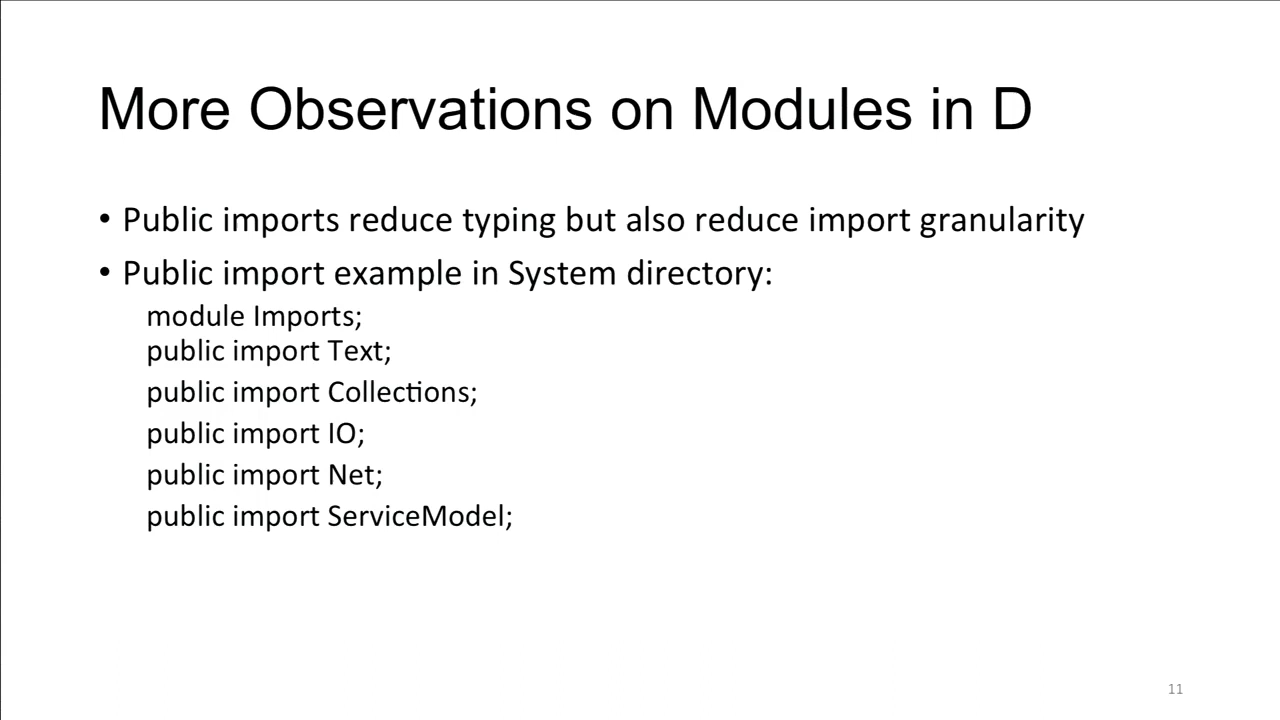 More Observations on Modules in D
• Public imports reduce typing but also reduce import granularity
• Public import example in System directory:
module Imports;
public import Text;
public import Collections;
public import IO;
public import Net;
public import ServiceModel;
11